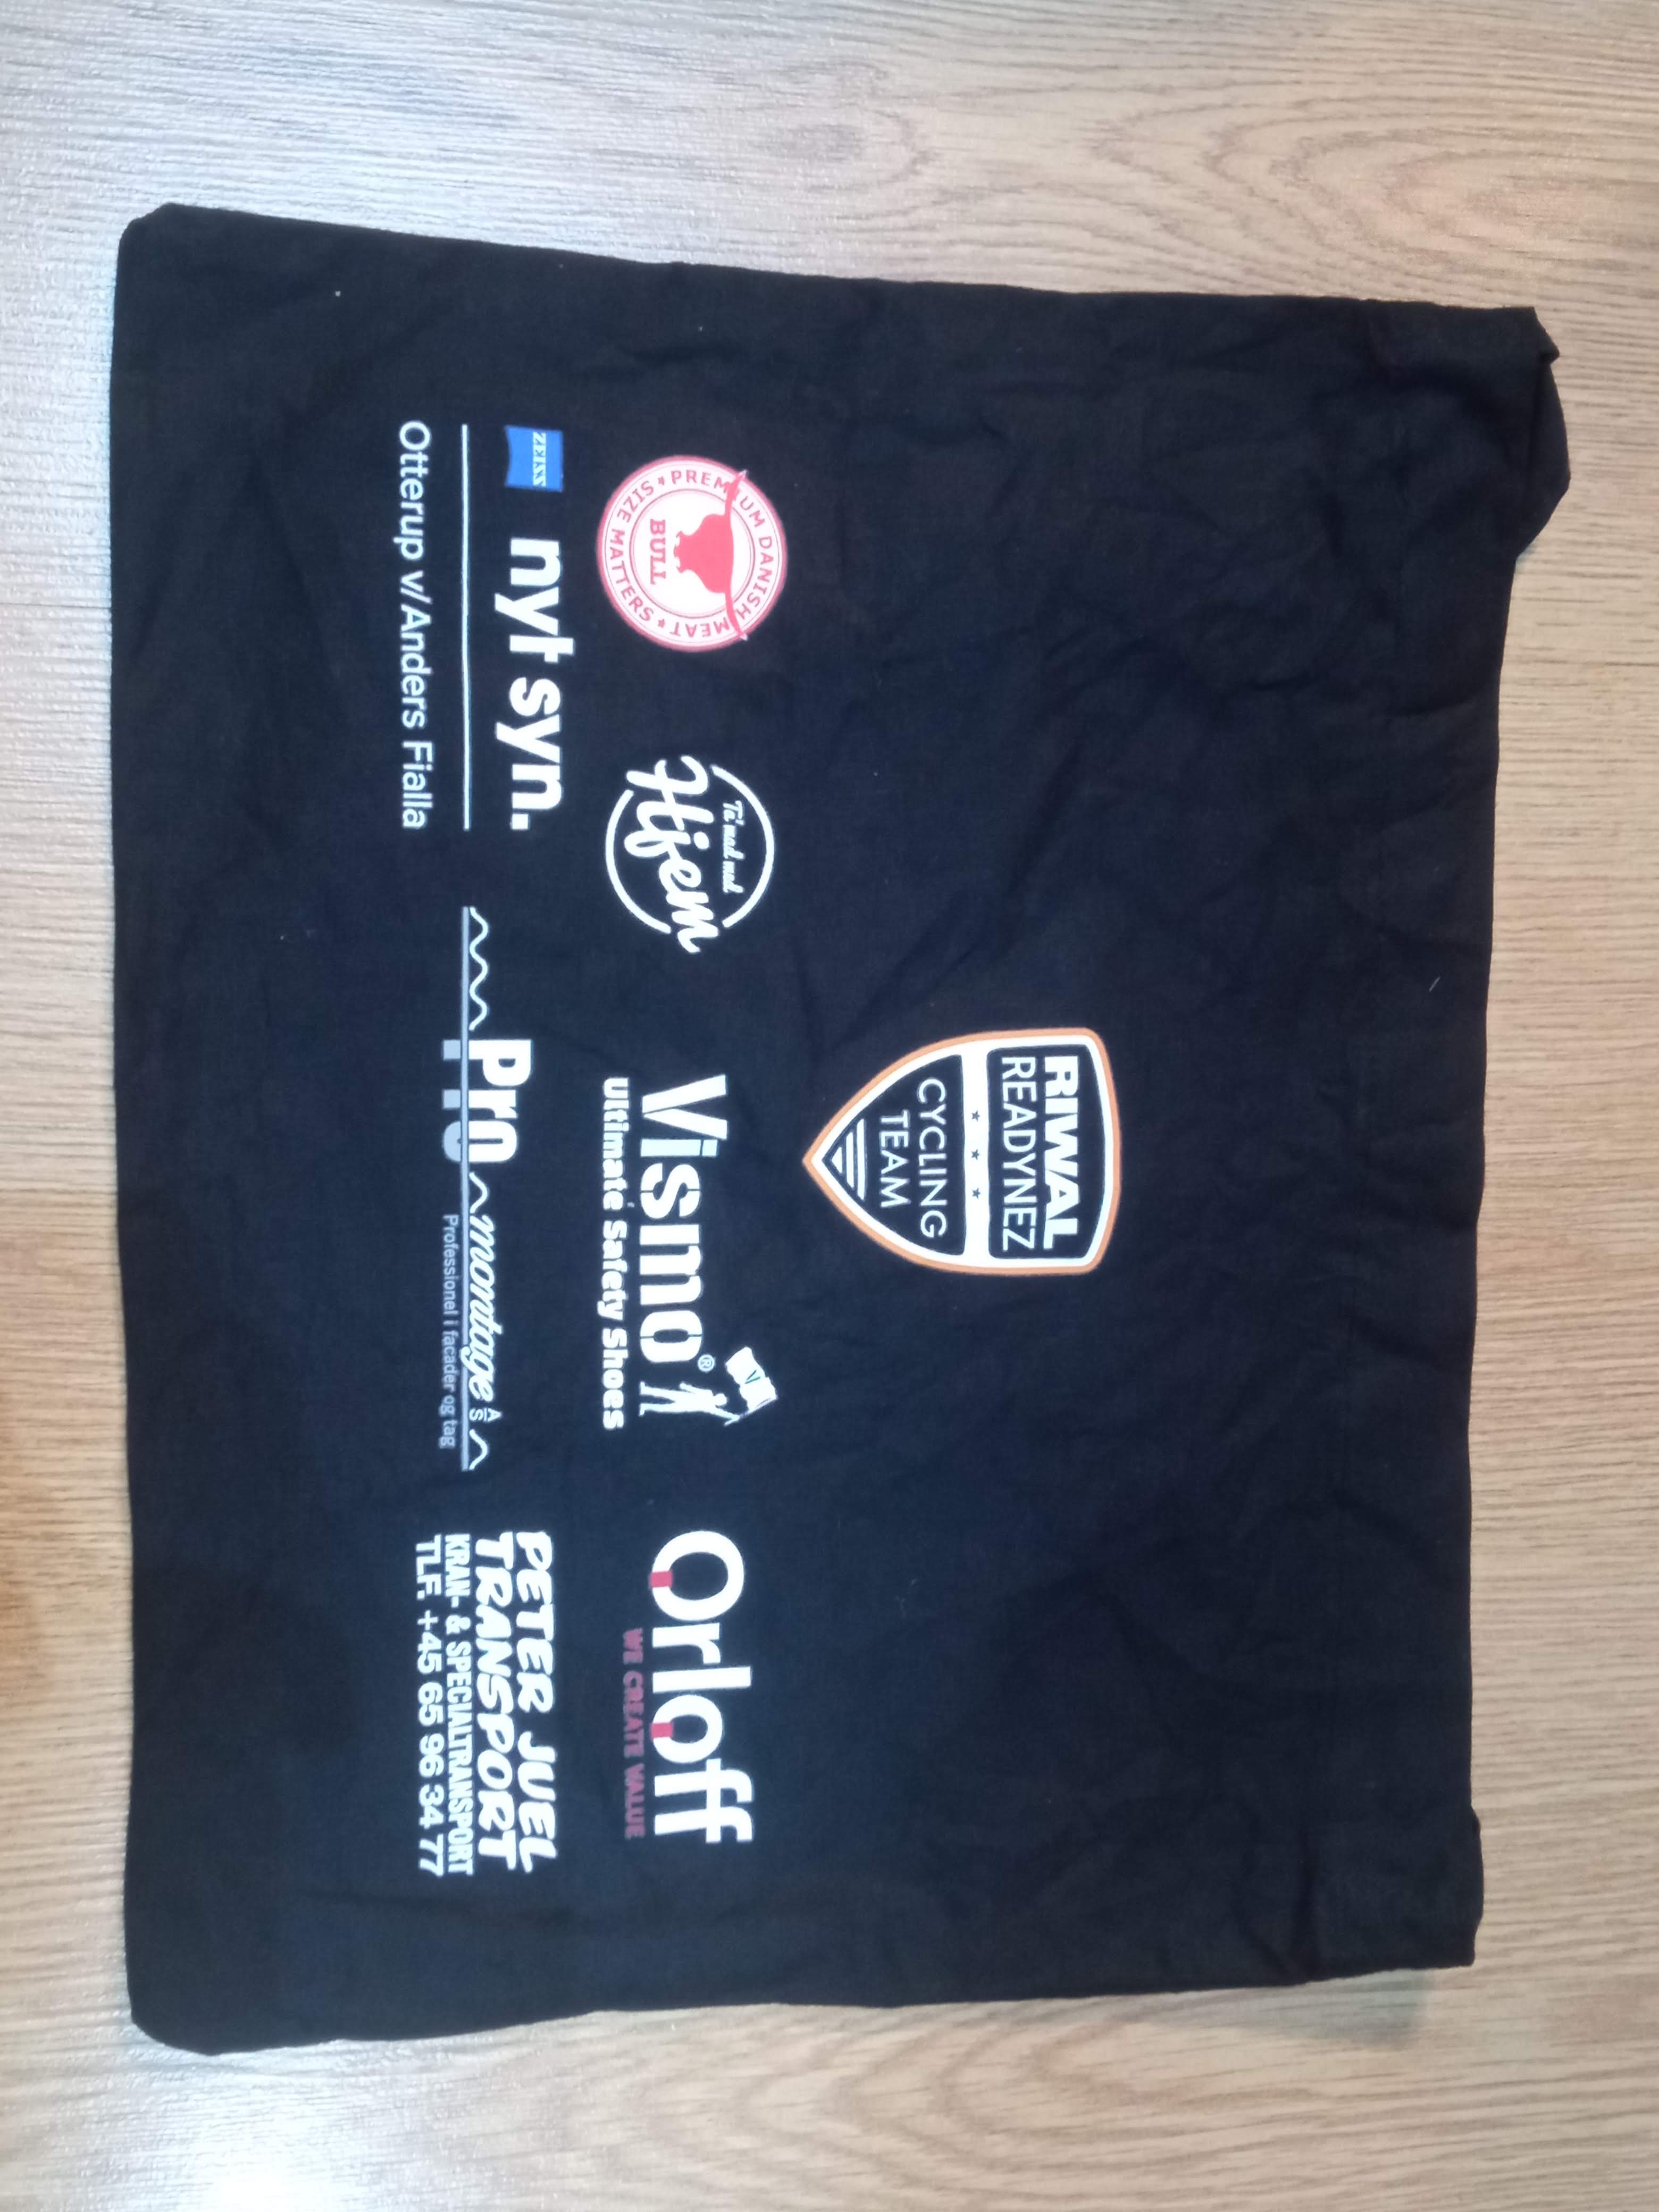 RIWAL
READYNEZ
CYCLING
TEAM
PREMIUM DANISH MEAT
BULL
SIZE MATTERS
Ta' mad med
Hjem
V
Vismo®
Ultimate Safety Shoes
Orloff
WE CREATE VALUE
ZEISS
nyt syn.
Otterup v/Anders Fialla
Pro montage A/S
Professionel i facader og tag
PETER JUEL
TRANSPORT
KRAN- & SPECIALTRANSPORT
TLF. +45 65 96 34 77